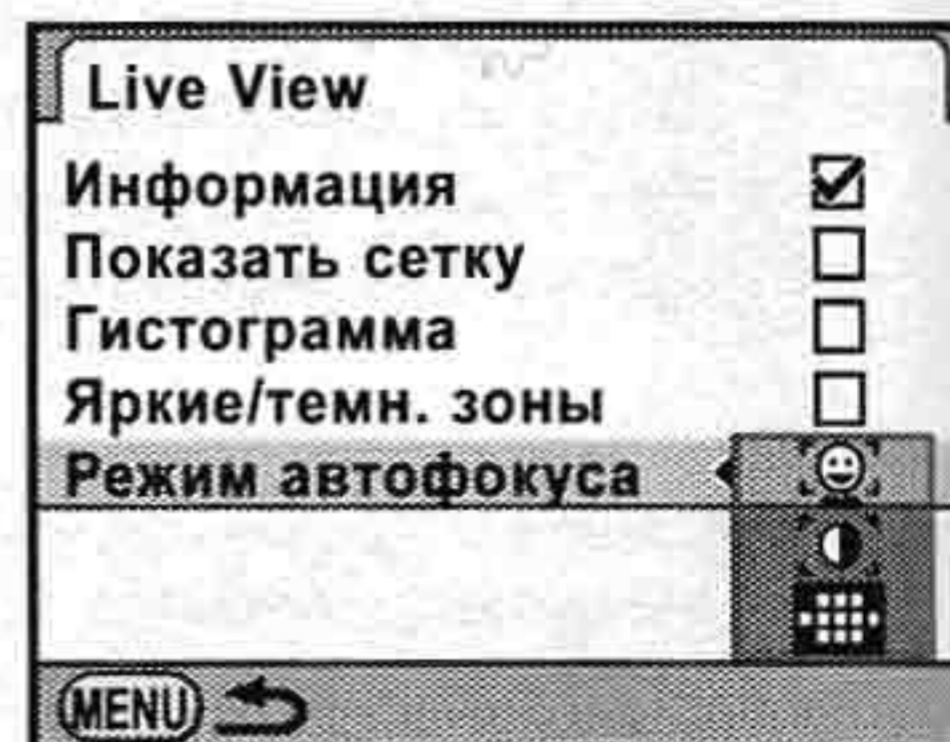 Live View
Информация
Показать сетку
Гистограмма
Яркие/темн. зоны
Режим автофокуса
MENU